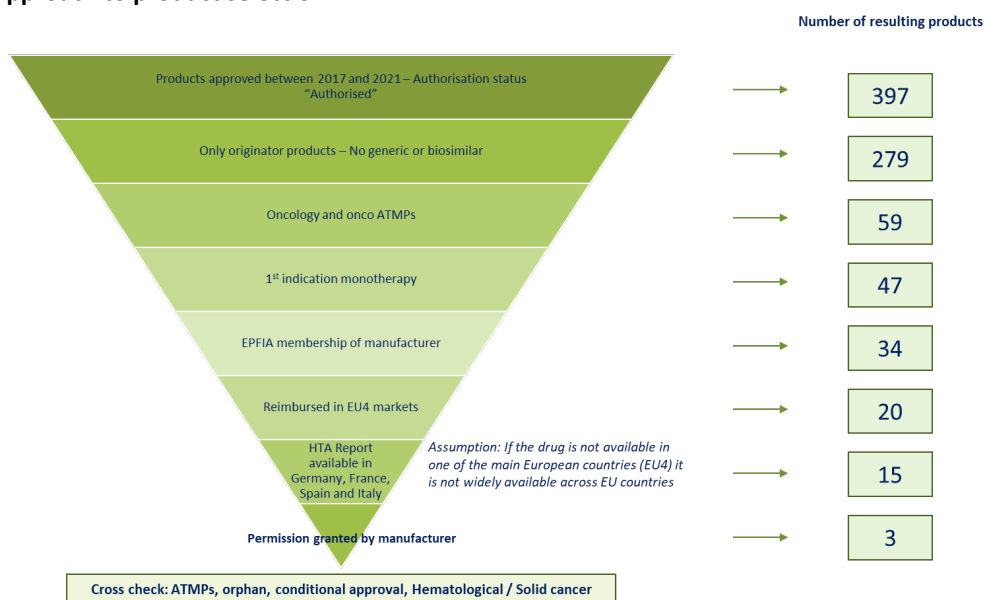 Number of resulting products
Products approved between 2017 and 2021 – Authorisation status
“Authorised”
397
Only originator products – No generic or biosimilar
279
Oncology and onco ATMPs
59
1st indication monotherapy
47
EPFIA membership of manufacturer
34
Reimbursed in EU4 markets
20
HTA Report
available in
Germany, France,
Spain and Italy
Assumption: If the drug is not available in
one of the main European countries (EU4) it
is not widely available across EU countries
15
Permission granted by manufacturer
3
Cross check: ATMPs, orphan, conditional approval, Hematological / Solid cancer